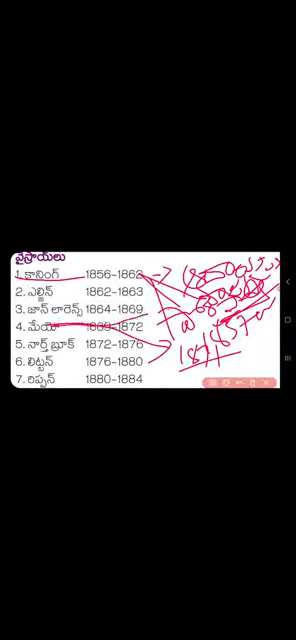 వైస్రాయ్‌లు
1. కానింగ్ 1856-1862
2. ఎల్జిన్ 1862-1863
3. జాన్ లారెన్స్ 1864-1869
4. మేయో 1869-1872
5. నార్త్ బ్రూక్ 1872-1876
6. లిట్టన్ 1876-1880
7. రిప్పన్ 1880-1884